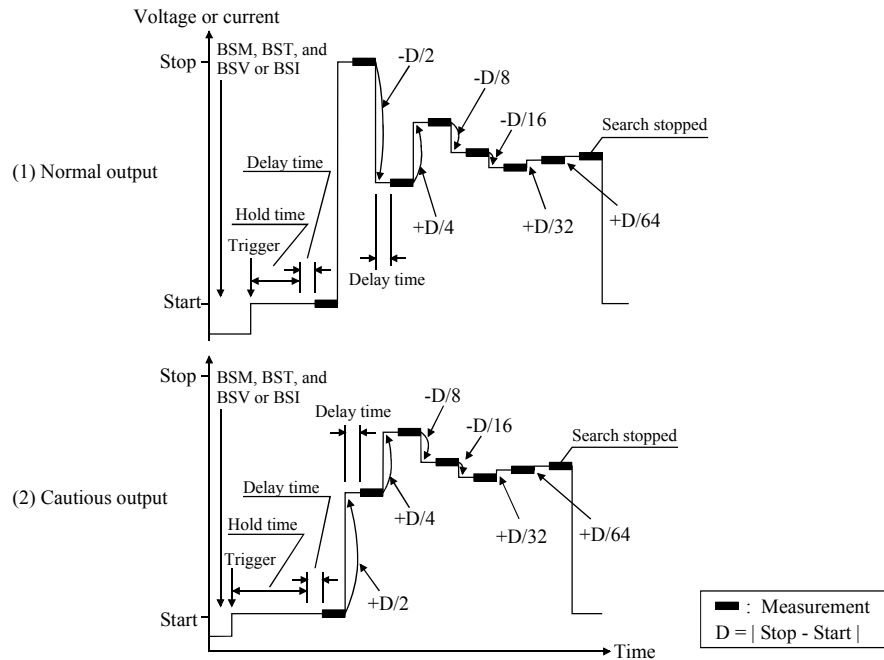 Voltage or current
Stop
BSM, BST, and
BSV or BSI
-D/2
-D/8
-D/16
Search stopped
(1) Normal output
Delay time
Hold time
Trigger
+D/4
+D/32
+D/64
Delay time
Start
Stop
BSM, BST, and
BSV or BSI
Delay time
-D/8
-D/16
Search stopped
(2) Cautious output
Delay time
Hold time
Trigger
+D/4
+D/32
+D/64
+D/2
Start
Time
: Measurement
D = | Stop - Start |